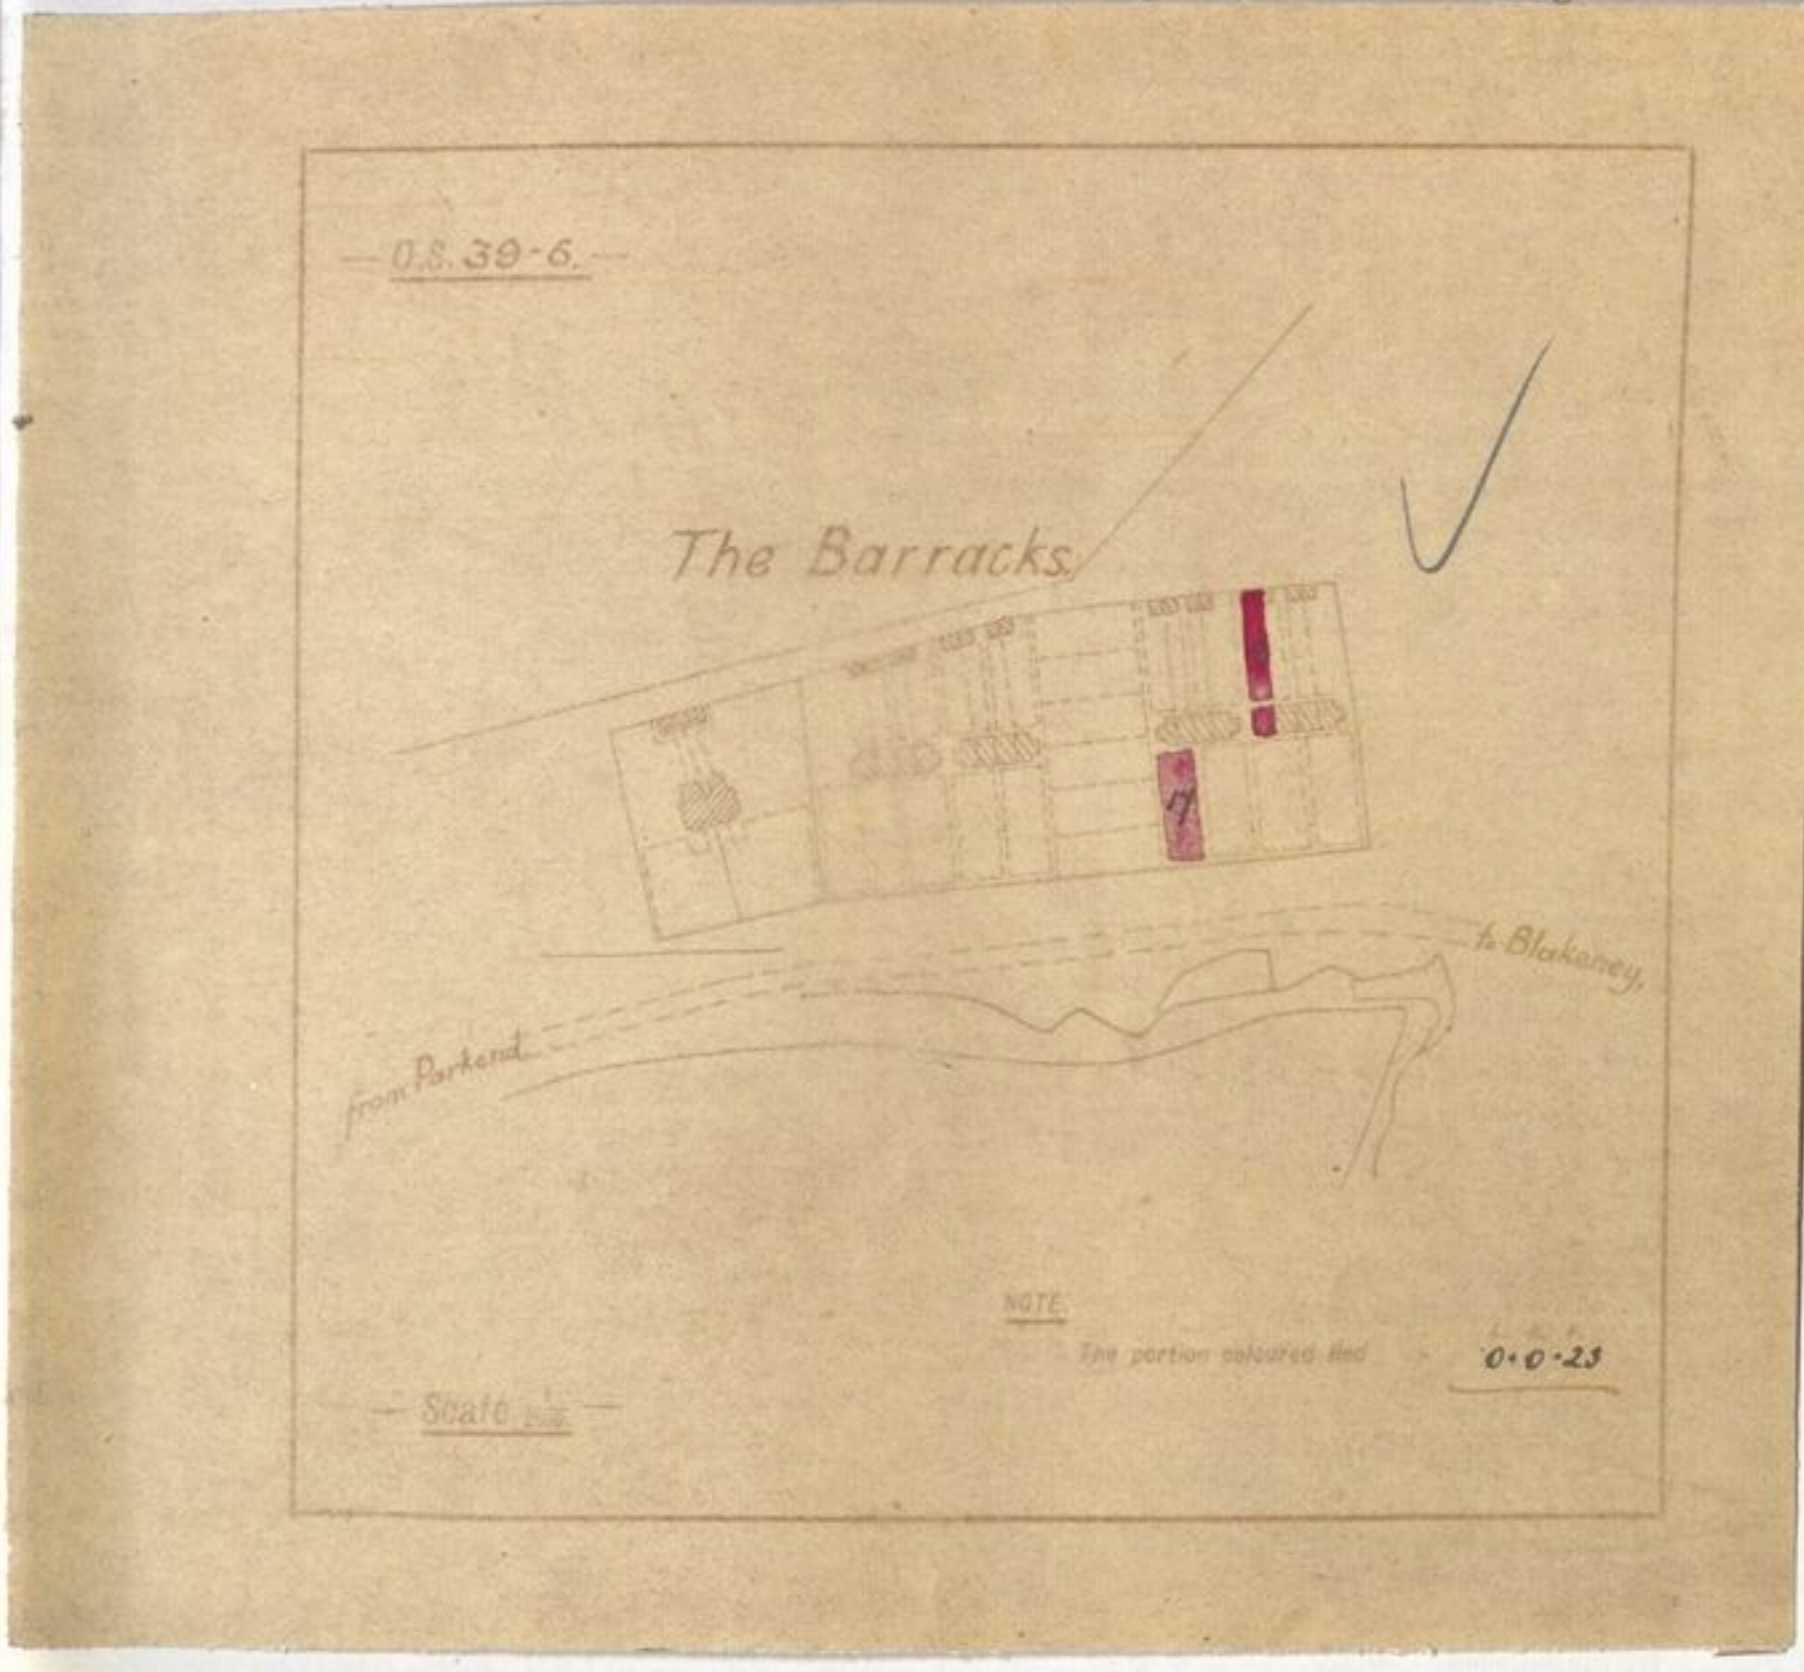 O.S. 39-6.
The Barracks.
17
to Blakeney.
from Parkend.
NOTE.
The portion coloured Red - 0.0.23
Scale